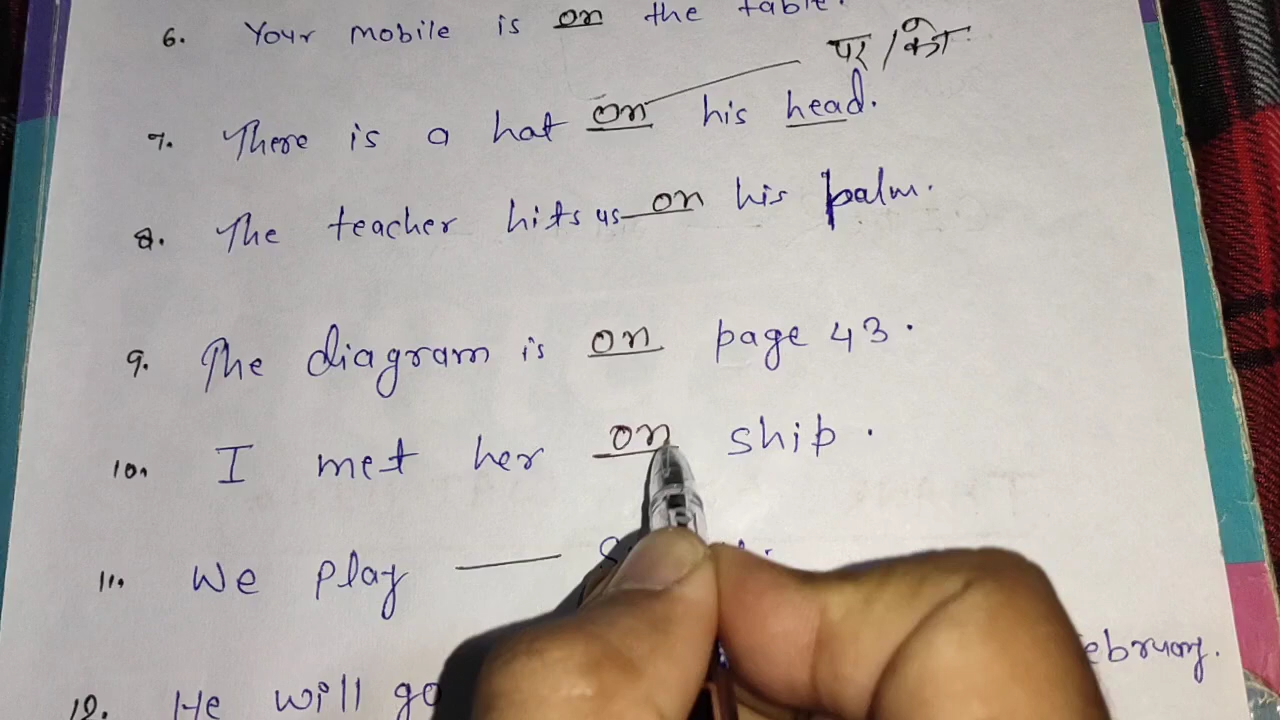 6. Your mobile is on the table.
पर/को
7. There is a hat on his head.
8. The teacher hits us on his palm.
9. The diagram is on page 43.
10. I met her on ship.
11. We play
12. He will go ebruary.